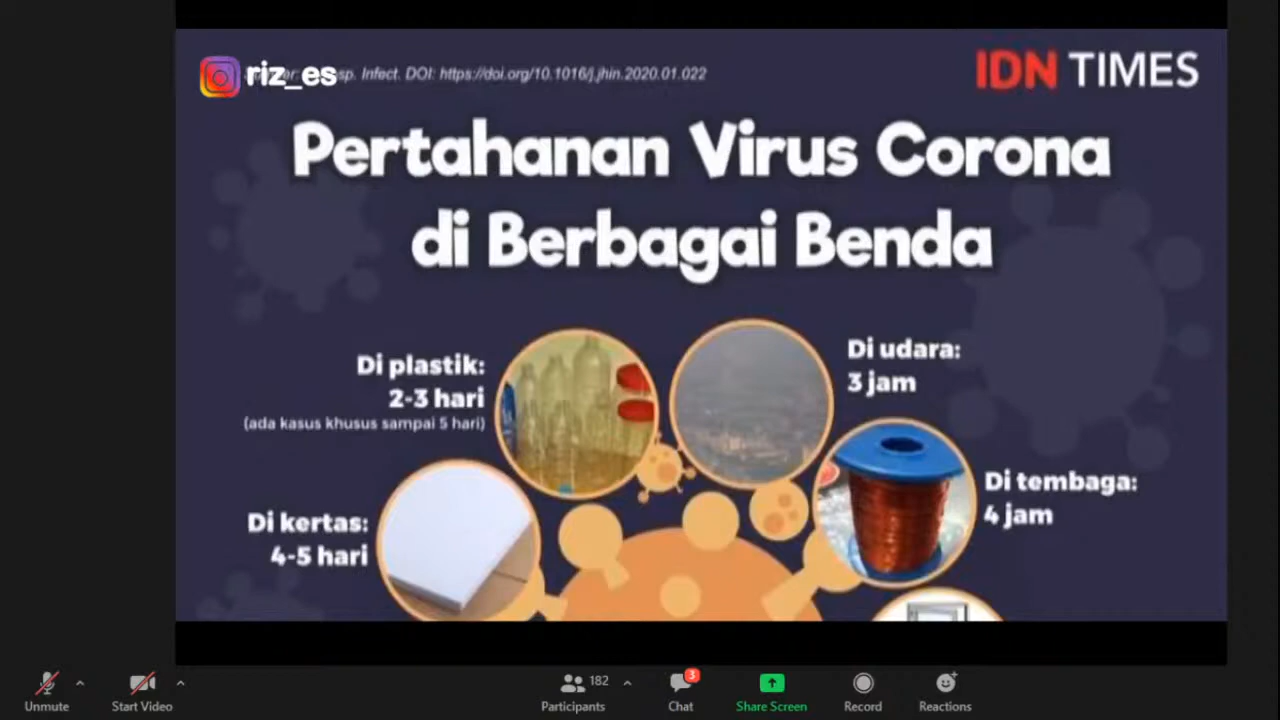 riz_es
sp. Infect. DOI: https://doi.org/10.1016/j.jhin.2020.01.022
IDN TIMES
Pertahanan Virus Corona
di Berbagai Benda
Di plastik:
2-3 hari
(ada kasus khusus sampai 5 hari)
Di udara:
3 jam
Di kertas:
4-5 hari
Di tembaga:
4 jam
Unmute
Start Video
182
Participants
3
Chat
Share Screen
Record
Reactions